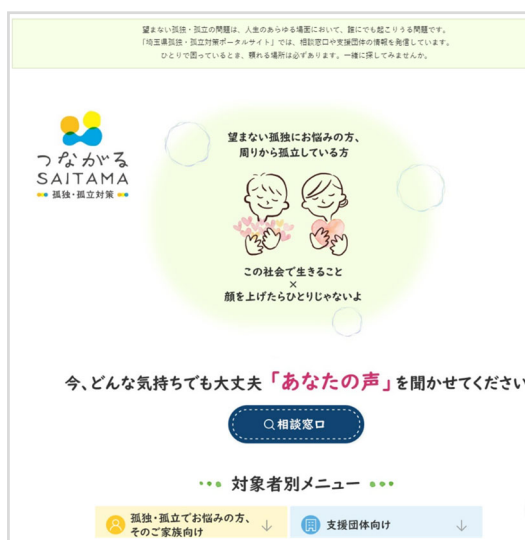 望まない孤独・孤立の問題は、人生のあらゆる場面において、誰にでも起こりうる問題です。
「埼玉県孤独・孤立対策ポータルサイト」では、相談窓口や支援団体の情報を発信しています。
ひとりで困っているとき、頼れる場所は必ずあります。一緒に探してみませんか。
つながる
SAITAMA
孤独・孤立対策
望まない孤独にお悩みの方、
周りから孤立している方
この社会で生きること
×
顔を上げたらひとりじゃないよ
今、どんな気持ちでも大丈夫「あなたの声」を聞かせてください
相談窓口
対象者別メニュー
孤独・孤立でお悩みの方、
そのご家族向け
支援団体向け